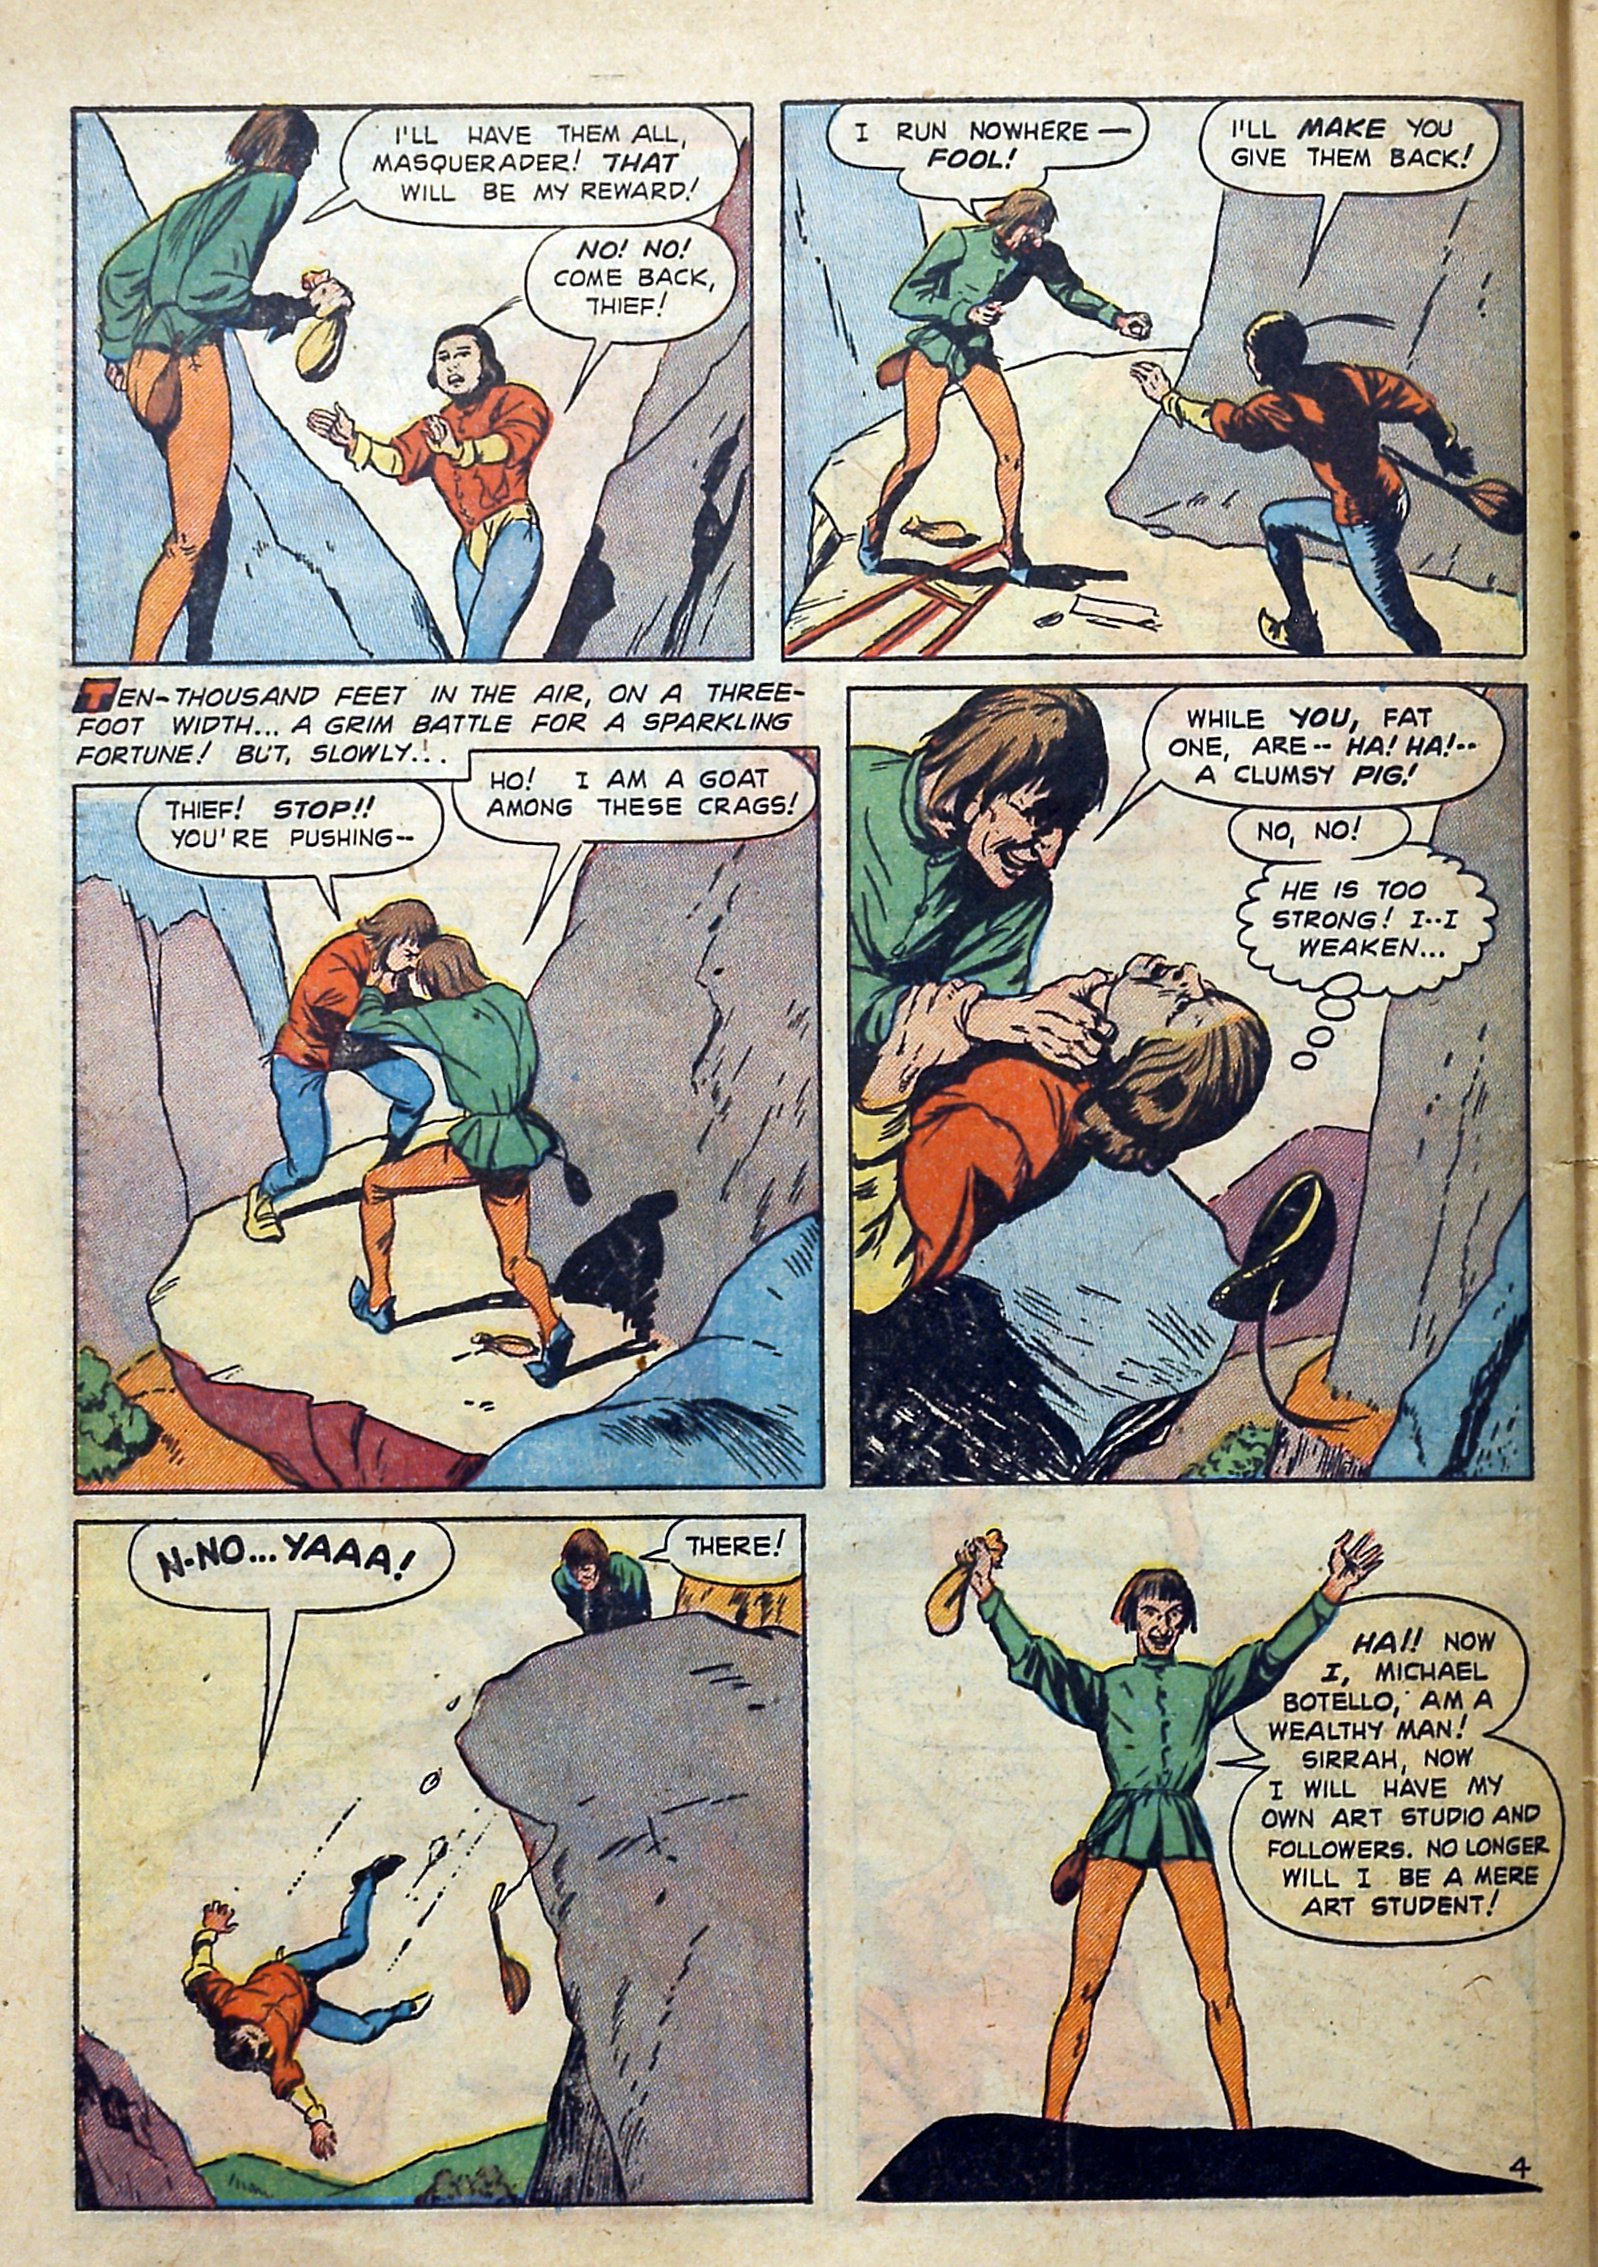 I'LL HAVE THEM ALL,
MASQUERADER! THAT
WILL BE MY REWARD!
NO! NO!
COME BACK,
THIEF!
I RUN NOWHERE —
FOOL!
I'LL MAKE YOU
GIVE THEM BACK!
TEN-THOUSAND FEET IN THE AIR, ON A THREE-
FOOT WIDTH... A GRIM BATTLE FOR A SPARKLING
FORTUNE! BUT, SLOWLY...
THIEF! STOP!!
YOU'RE PUSHING--
HO! I AM A GOAT
AMONG THESE CRAGS!
WHILE YOU, FAT
ONE, ARE-- HA! HA!--
A CLUMSY PIG!
NO, NO!
HE IS TOO
STRONG! I--I
WEAKEN...
N-NO...YAAA!
THERE!
HA!! NOW
I, MICHAEL
BOTELLO, AM A
WEALTHY MAN!
SIRRAH, NOW
I WILL HAVE MY
OWN ART STUDIO AND
FOLLOWERS. NO LONGER
WILL I BE A MERE
ART STUDENT!
4